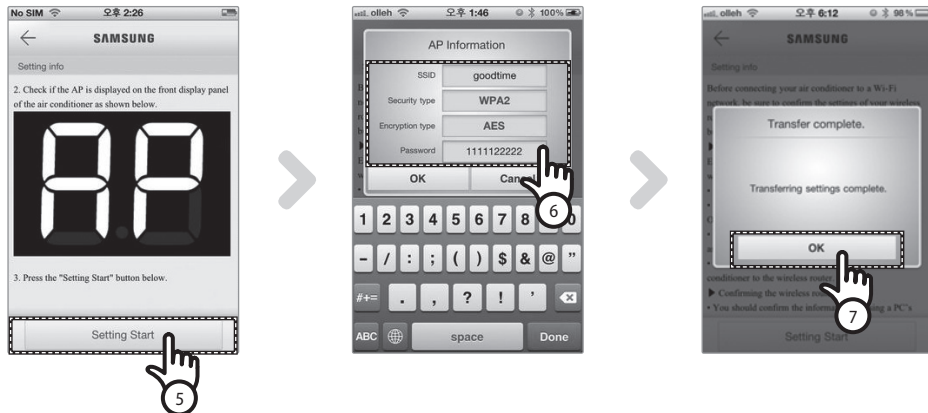 No SIM 오후 2:26
SAMSUNG
Setting info
2. Check if the AP is displayed on the front display panel
of the air conditioner as shown below.
AP
3. Press the "Setting Start" button below.
Setting Start
5
olleh 오후 1:46 100%
AP Information
SSID goodtime
Security type WPA2
Encryption type AES
Password 1111122222
OK Cancel
6
1 2 3 4 5 6 7 8 0
- / : ; ( ) $ & @ "
#+= . , ? ! '
ABC space Done
olleh 오후 6:12 98%
SAMSUNG
Setting info
Before connecting your air conditioner to a Wi-Fi
network, be sure to confirm the settings of your wireless
Transfer complete.
Transferring settings complete.
OK
7
conditioner to the wireless router.
▶ Confirming the wireless
• You should confirm the using a PC's
Setting Start